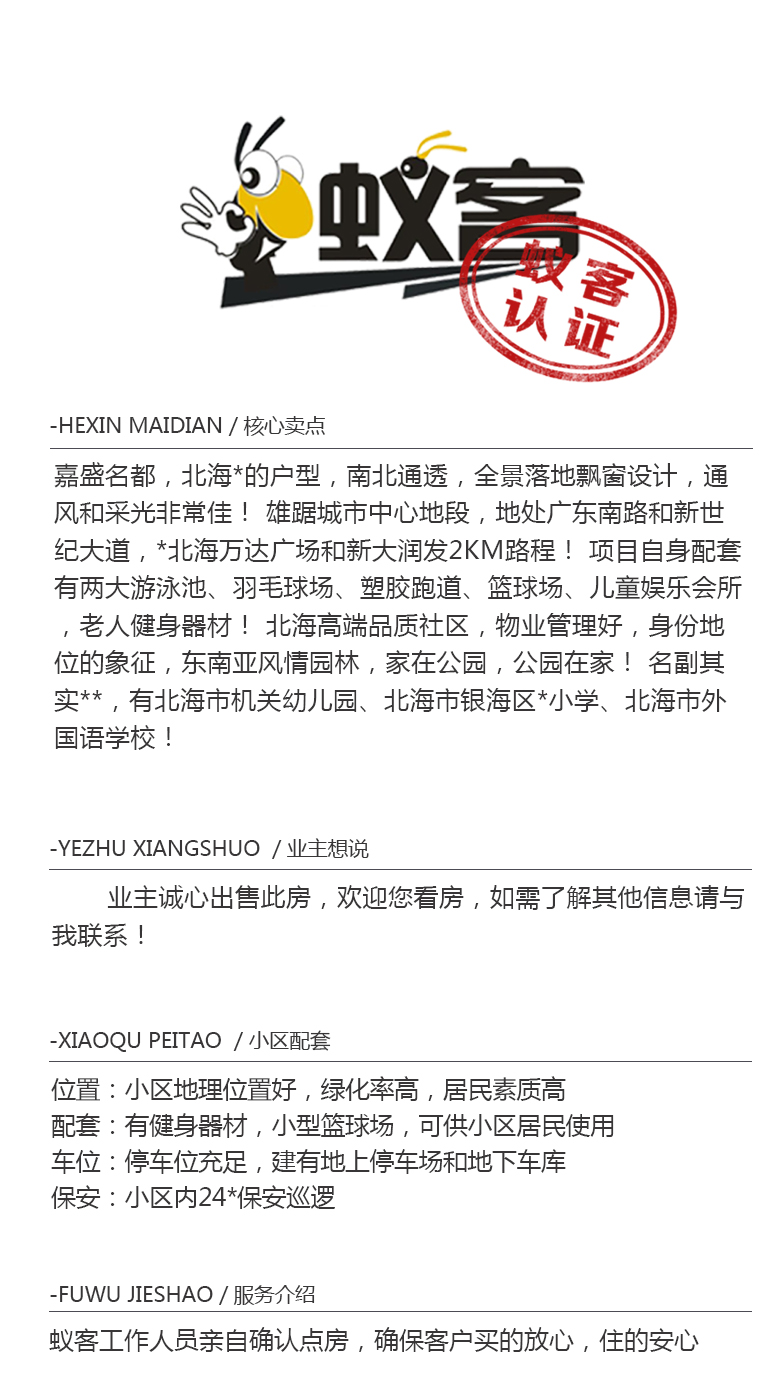 蚁客
蚁客
认证
-HEXIN MAIDIAN / 核心卖点
嘉盛名都，北海*的户型，南北通透，全景落地飘窗设计，通
风和采光非常佳！ 雄踞城市中心地段，地处广东南路和新世
纪大道，*北海万达广场和新大润发2KM路程！ 项目自身配套
有两大游泳池、羽毛球场、塑胶跑道、篮球场、儿童娱乐会所
，老人健身器材！ 北海高端品质社区，物业管理好，身份地
位的象征，东南亚风情园林，家在公园，公园在家！ 名副其
实**，有北海市机关幼儿园、北海市银海区*小学、北海市外
国语学校！
-YEZHU XIANGSHUO / 业主想说
业主诚心出售此房，欢迎您看房，如需了解其他信息请与
我联系！
-XIAOQU PEITAO / 小区配套
位置：小区地理位置好，绿化率高，居民素质高
配套：有健身器材，小型篮球场，可供小区居民使用
车位：停车位充足，建有地上停车场和地下车库
保安：小区内24*保安巡逻
-FUWU JIESHAO / 服务介绍
蚁客工作人员亲自确认点房，确保客户买的放心，住的安心